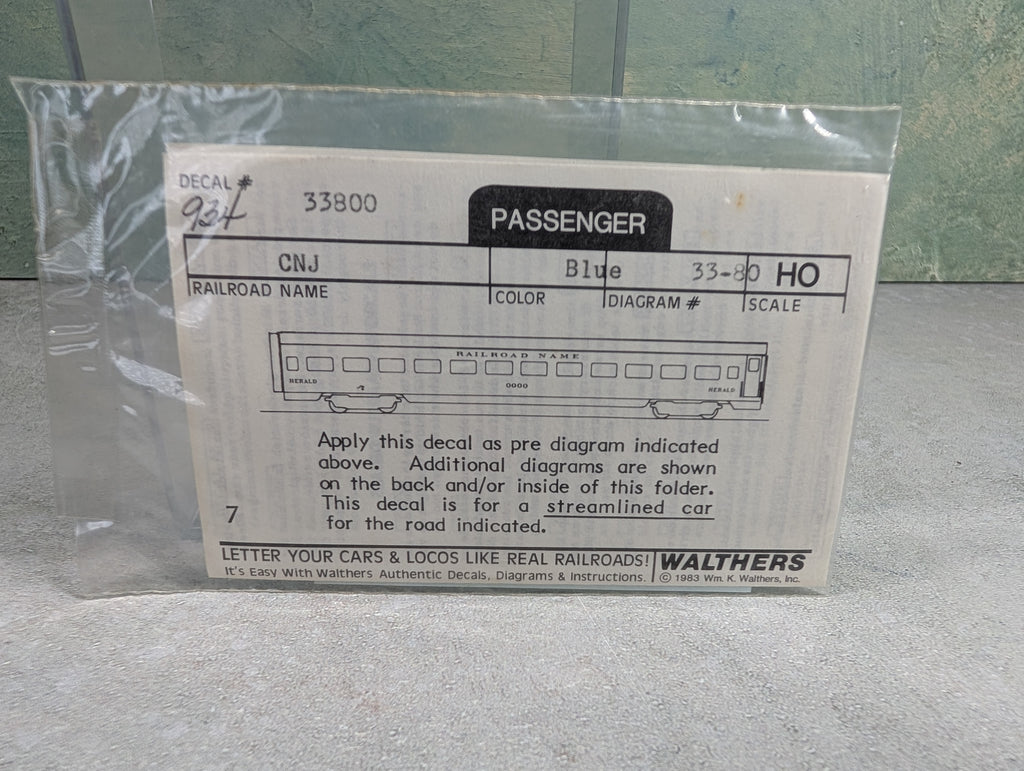 DECAL #
934 33800
PASSENGER
CNJ Blue 33-80 HO
RAILROAD NAME COLOR DIAGRAM # SCALE
RAILROAD NAME
HERALD 0000 HERALD
Apply this decal as pre diagram indicated
above. Additional diagrams are shown
on the back and/or inside of this folder.
This decal is for a streamlined car
for the road indicated.
7
LETTER YOUR CARS & LOCOS LIKE REAL RAILROADS! WALTHERS
It's Easy With Walthers Authentic Decals, Diagrams & Instructions. © 1983 Wm. K. Walthers, Inc.